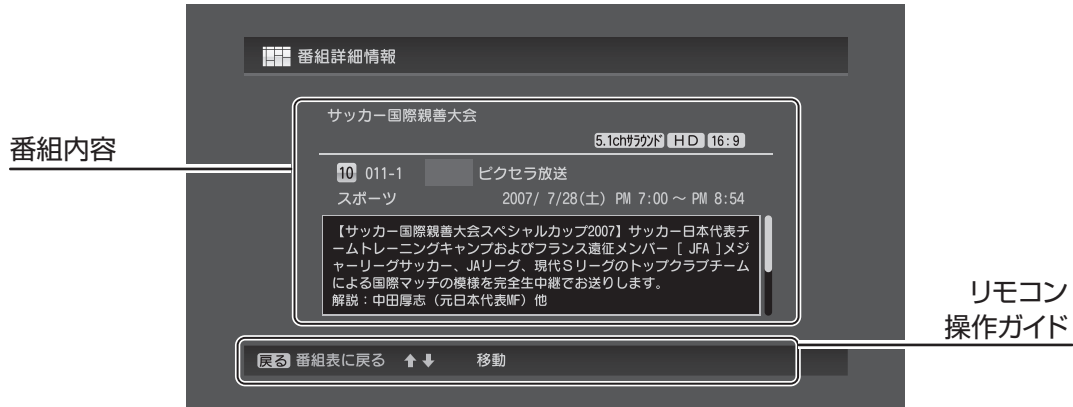 番組詳細情報
サッカー国際親善大会
5.1chｻﾗｳﾝﾄﾞ HD 16:9
番組内容
10 011-1 ピクセラ放送
スポーツ 2007/ 7/28(土) PM 7:00 ～ PM 8:54
【サッカー国際親善大会スペシャルカップ2007】サッカー日本代表チ
ームトレーニングキャンプおよびフランス遠征メンバー [ JFA ]メジ
ャーリーグサッカー、JAリーグ、現代Ｓリーグのトップクラブチーム
による国際マッチの模様を完全生中継でお送りします。
解説：中田厚志（元日本代表MF）他
リモコン
操作ガイド
戻る 番組表に戻る ↑↓ 移動